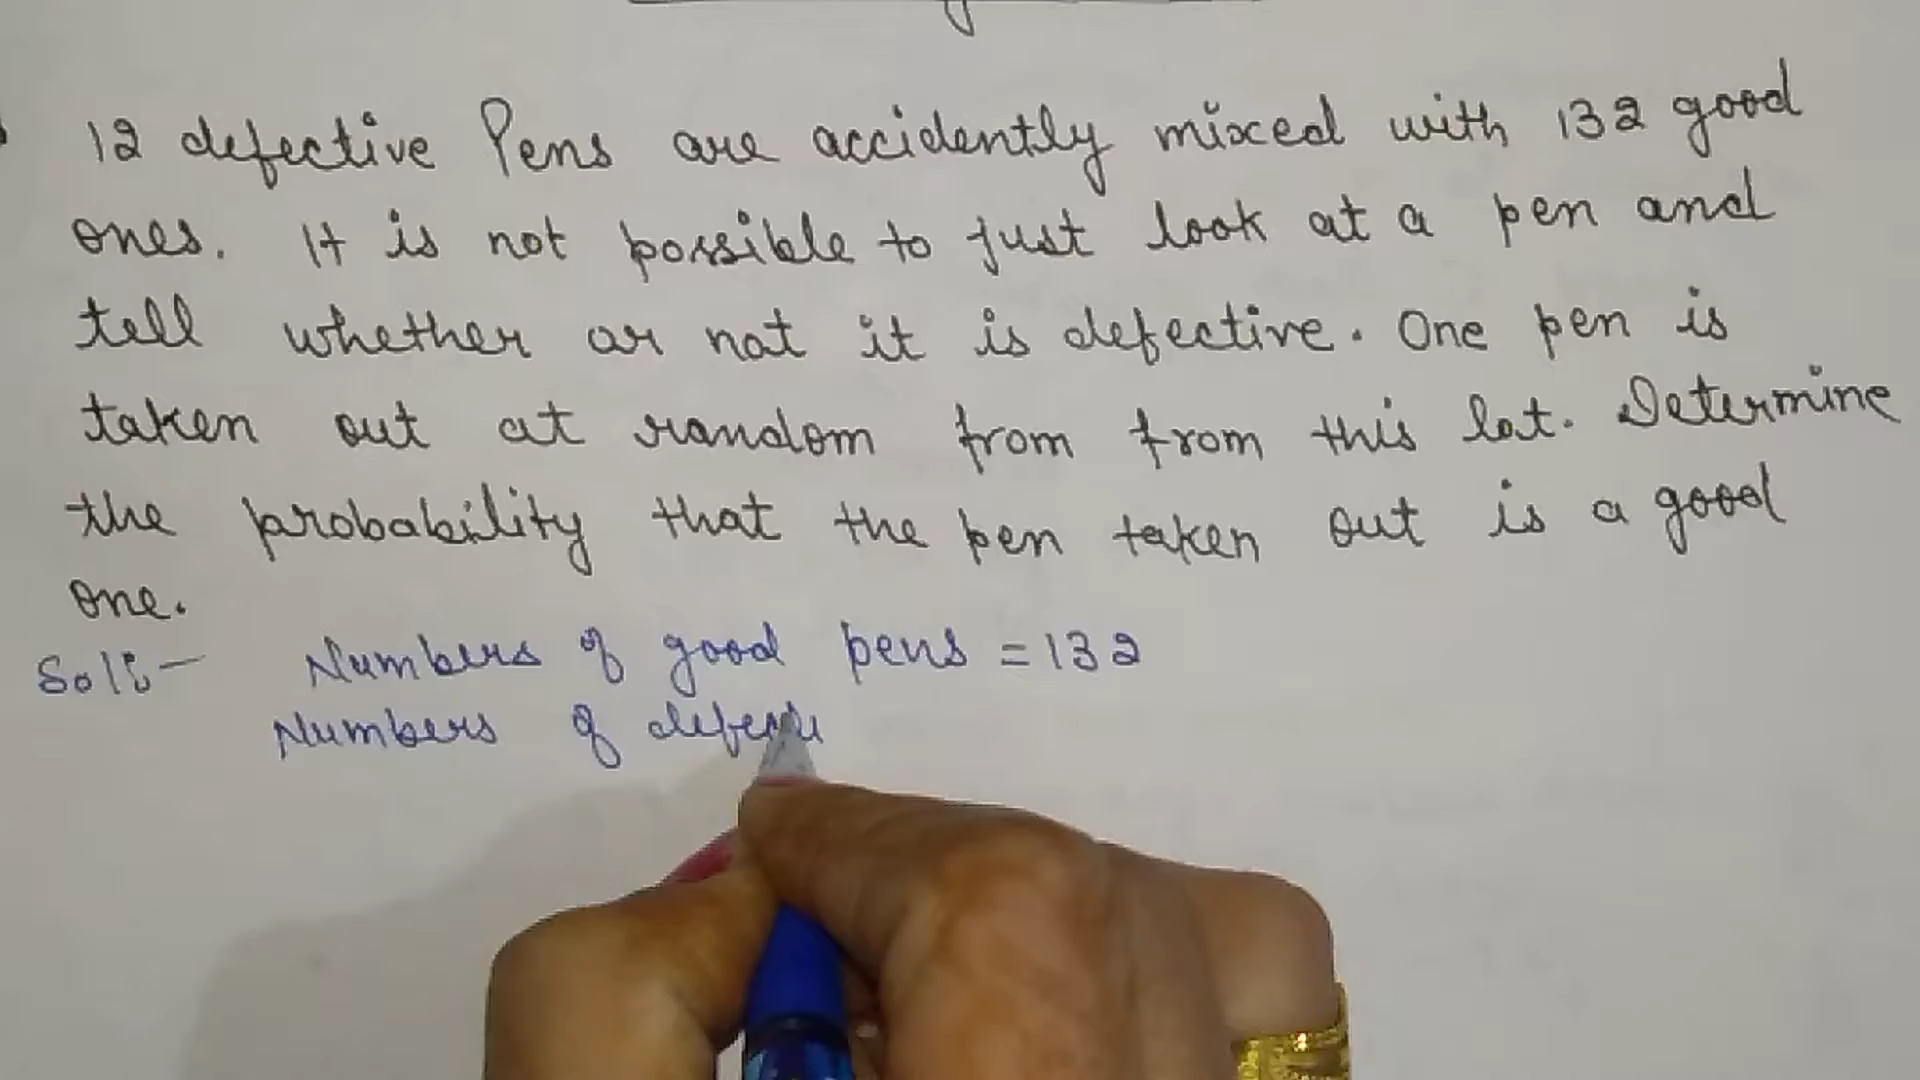 12 defective Pens are accidently mixed with 132 good
ones. It is not possible to just look at a pen and
tell whether or not it is defective. One pen is
taken out at random from from this lot. Determine
the probability that the pen taken out is a good
one.
Sol:- Numbers of good pens = 132
Numbers of